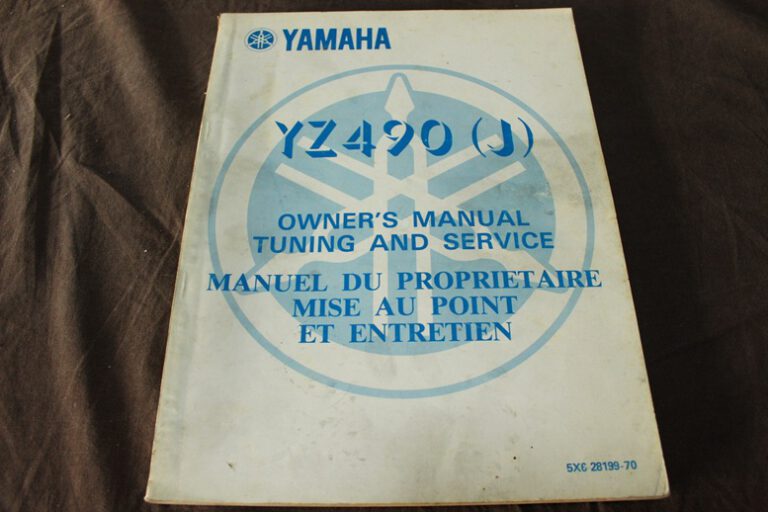 YAMAHA
YZ490 (J)
OWNER'S MANUAL
TUNING AND SERVICE
MANUEL DU PROPRIETAIRE
MISE AU POINT
ET ENTRETIEN
5X6 28199-70